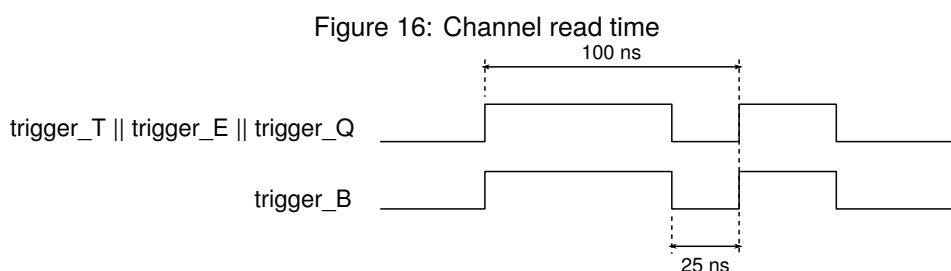 Figure 16: Channel read time
100 ns
trigger_T || trigger_E || trigger_Q
trigger_B
25 ns